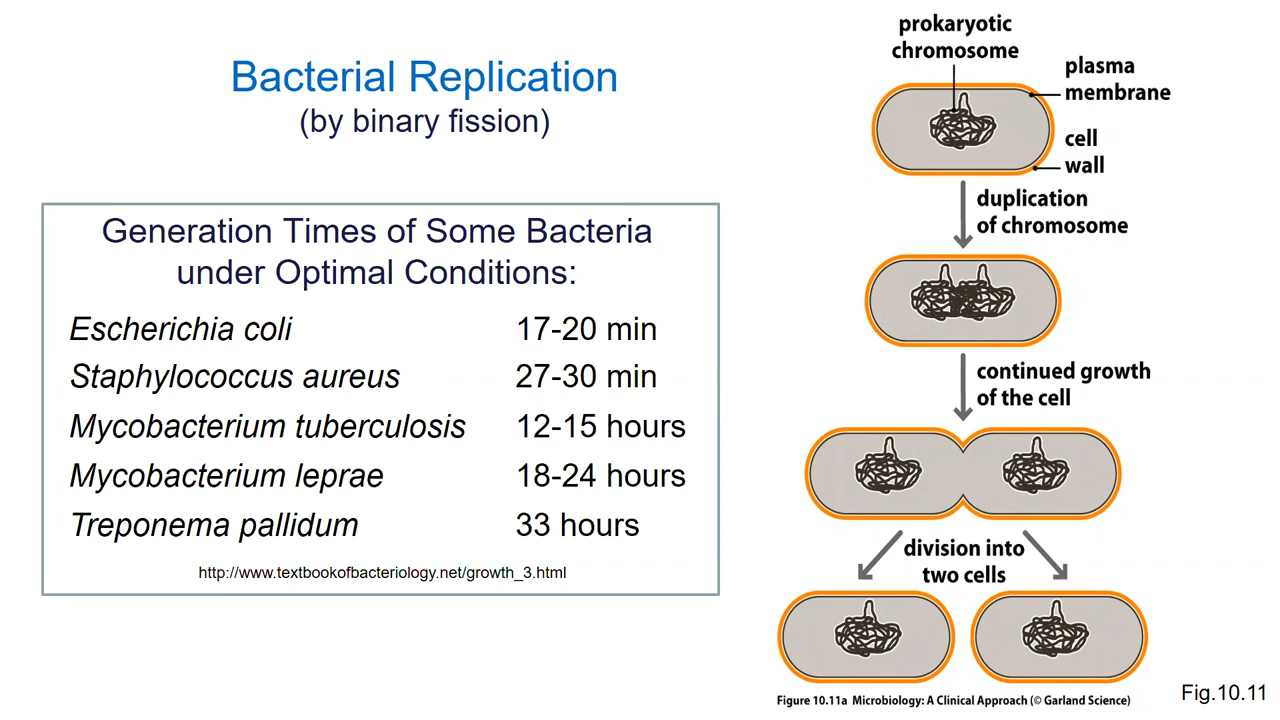 Bacterial Replication
(by binary fission)
Generation Times of Some Bacteria
under Optimal Conditions:
Escherichia coli 17-20 min
Staphylococcus aureus 27-30 min
Mycobacterium tuberculosis 12-15 hours
Mycobacterium leprae 18-24 hours
Treponema pallidum 33 hours
http://www.textbookofbacteriology.net/growth_3.html
prokaryotic
chromosome
plasma
membrane
cell
wall
duplication
of chromosome
continued growth
of the cell
division into
two cells
Figure 10.11a Microbiology: A Clinical Approach (© Garland Science)
Fig.10.11